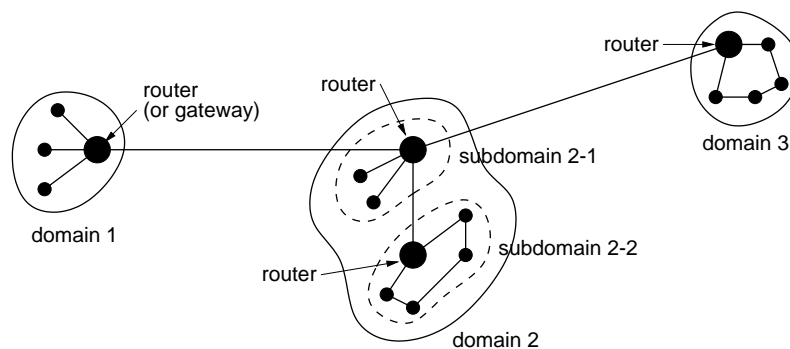 router
router
(or gateway)
router
domain 3
subdomain 2-1
domain 1
subdomain 2-2
router
domain 2